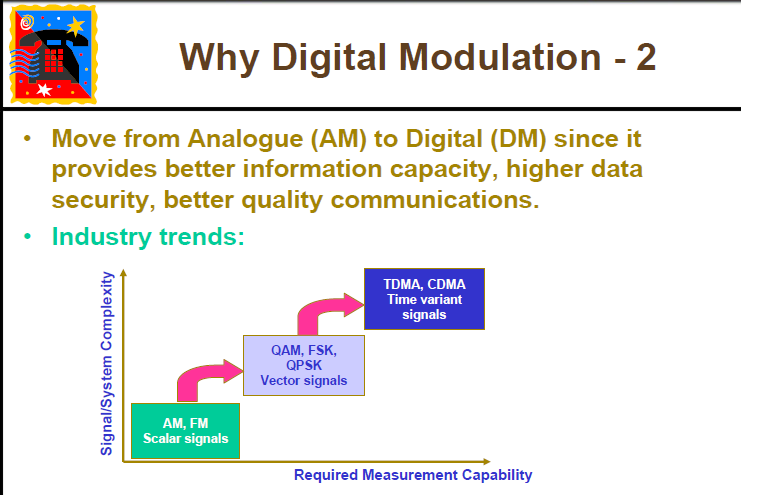 Why Digital Modulation - 2
• Move from Analogue (AM) to Digital (DM) since it
provides better information capacity, higher data
security, better quality communications.
• Industry trends:
Signal/System Complexity
TDMA, CDMA
Time variant
signals
QAM, FSK,
QPSK
Vector signals
AM, FM
Scalar signals
Required Measurement Capability